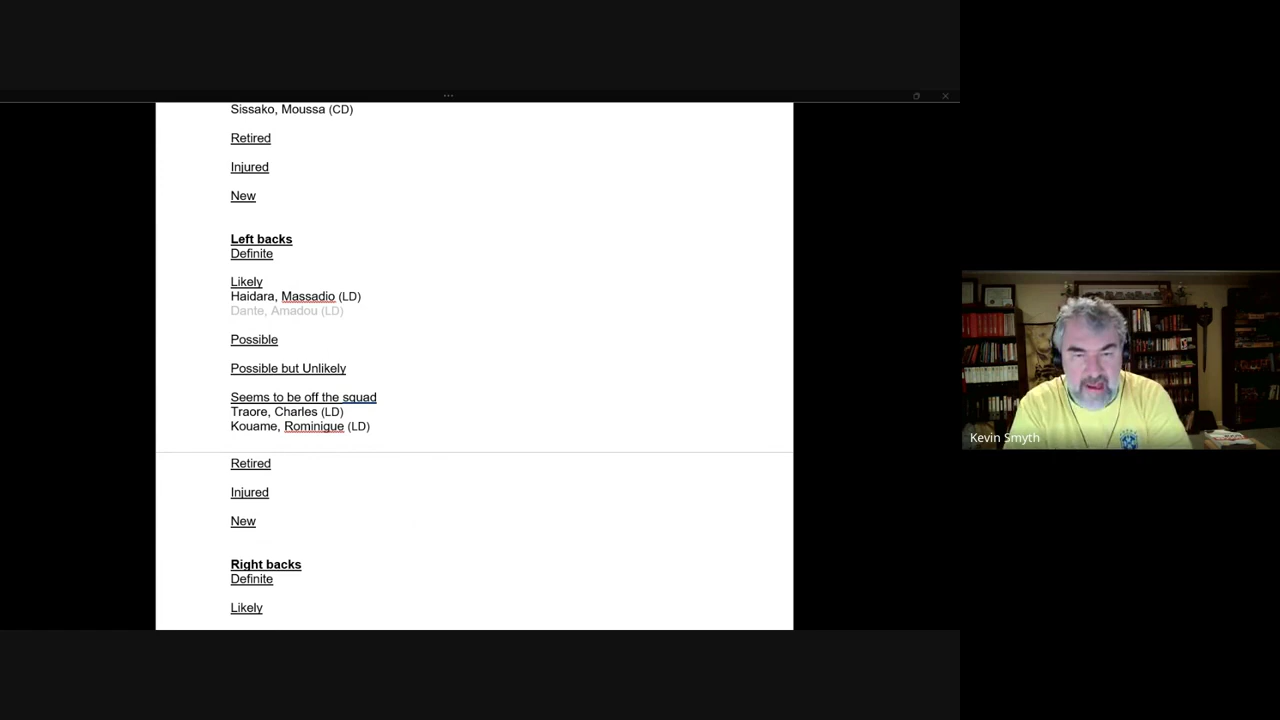 Sissako, Moussa (CD)
Retired
Injured
New
Left backs
Definite
Likely
Haidara, Massadio (LD)
Dante, Amadou (LD)
Possible
Possible but Unlikely
Seems to be off the squad
Traore, Charles (LD)
Kouame, Rominigue (LD)
Retired
Injured
New
Right backs
Definite
Likely
Kevin Smyth